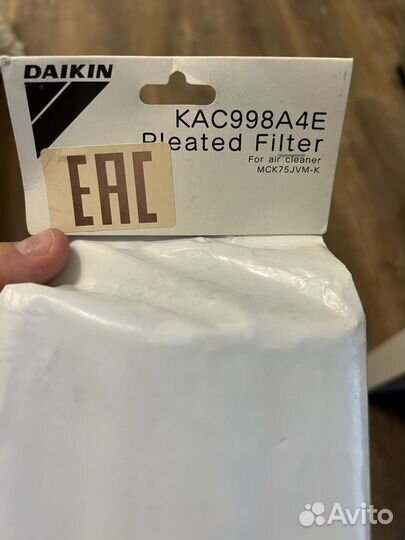 DAIKIN
KAC998A4E
Pleated Filter
For air cleaner
MCK75JVM-K
EAC
Avito